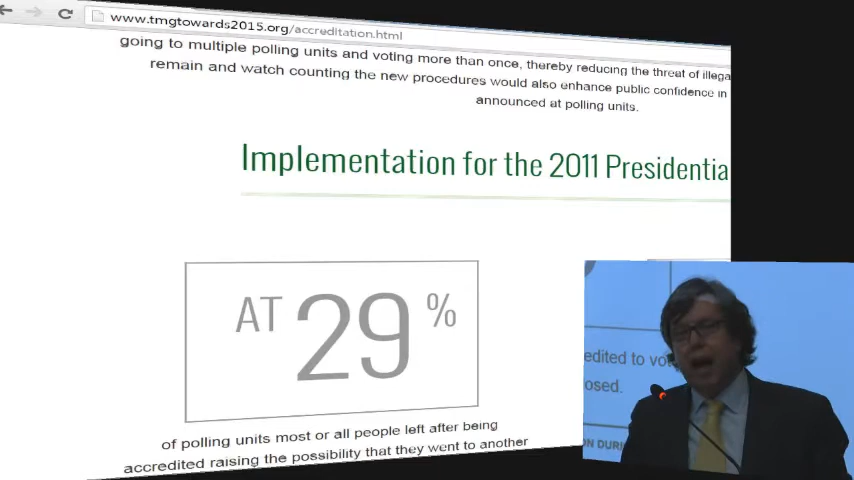 www.tmgtowards2015.org/accreditation.html
going to multiple polling units and voting more than once, thereby reducing the threat of illega
remain and watch counting the new procedures would also enhance public confidence in
announced at polling units.
Implementation for the 2011 Presidentia
AT 29 %
of polling units most or all people left after being
accredited raising the possibility that they went to another
edited to vo
osed.
ON DURI